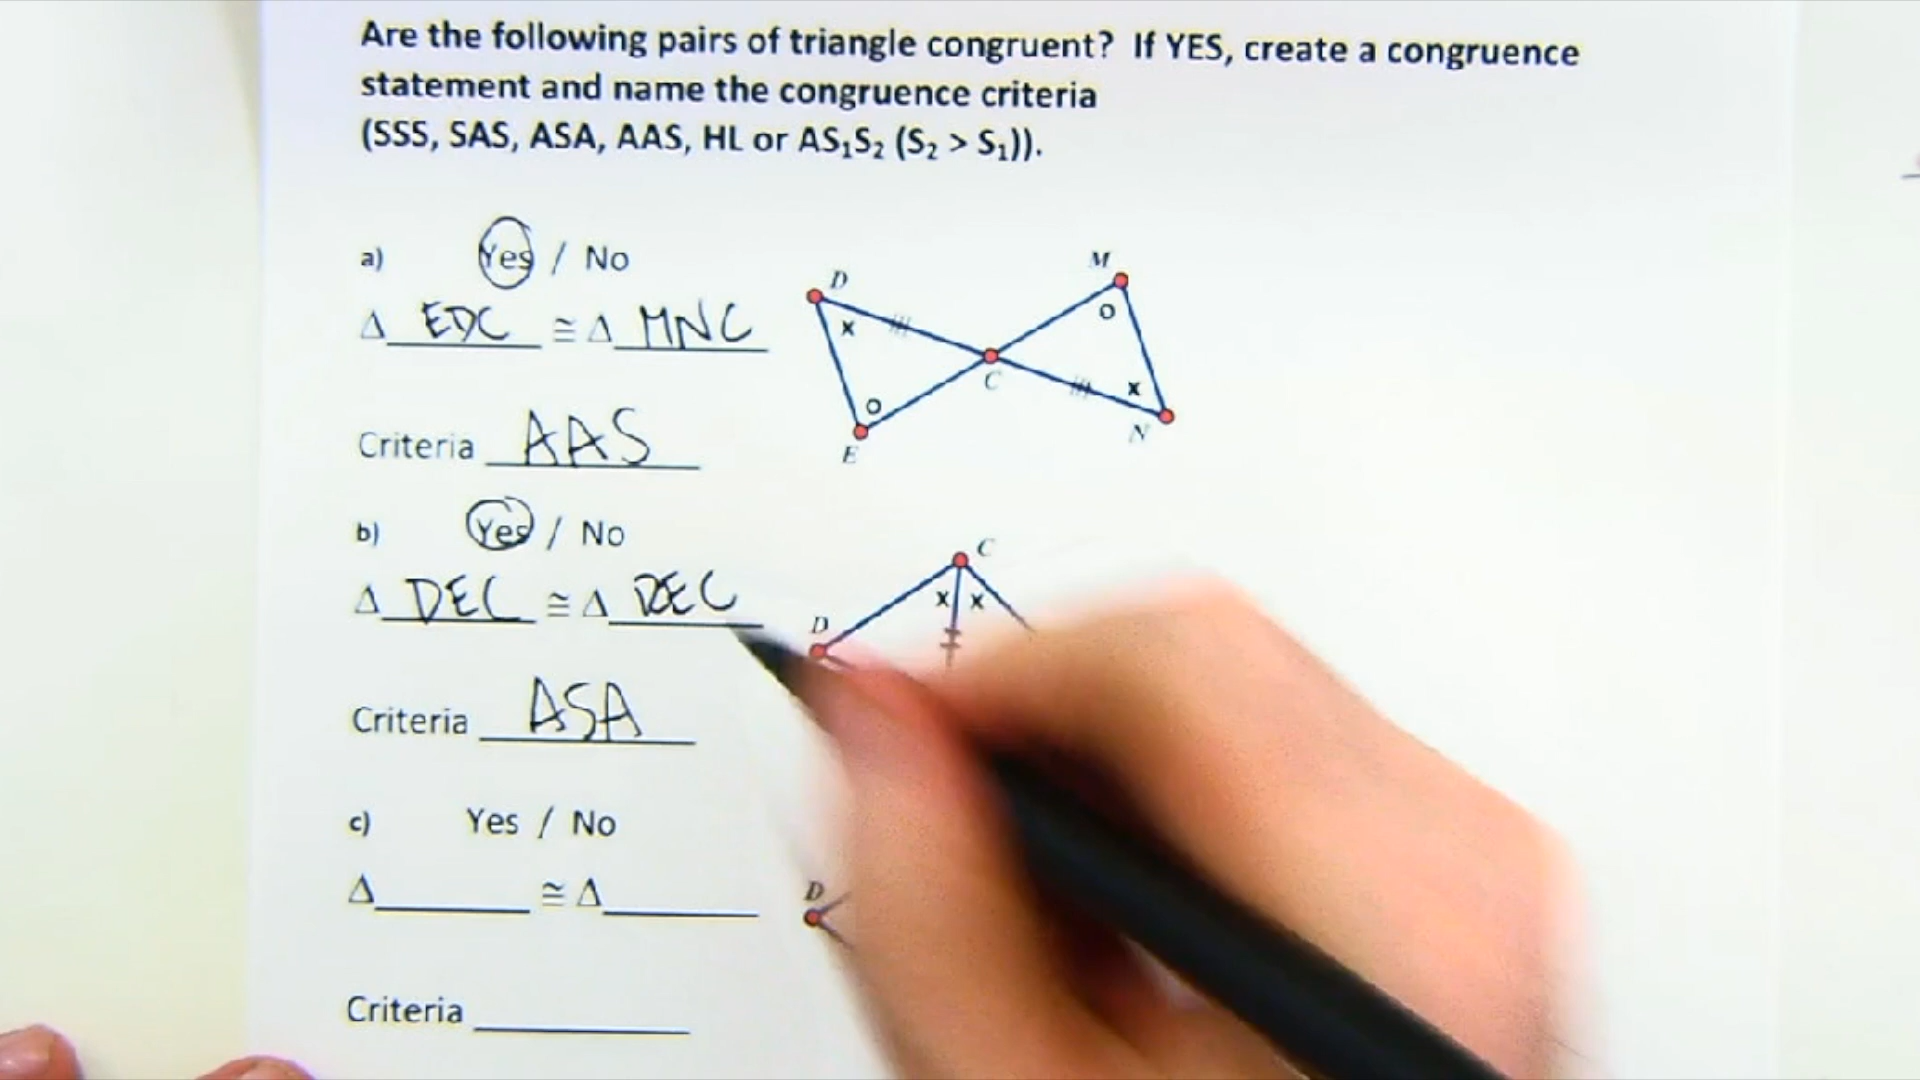 Are the following pairs of triangle congruent? If YES, create a congruence
statement and name the congruence criteria
(SSS, SAS, ASA, AAS, HL or AS₁S₂ (S₂ > S₁)).
a) Yes / No
Δ EDC ≅ Δ MNC
Criteria AAS
D
M
x
O
C
O
x
E
N
b) Yes / No
Δ DEC ≅ Δ
Criteria ASA
C
x x
D
c) Yes / No
Δ ≅ Δ
D
Criteria